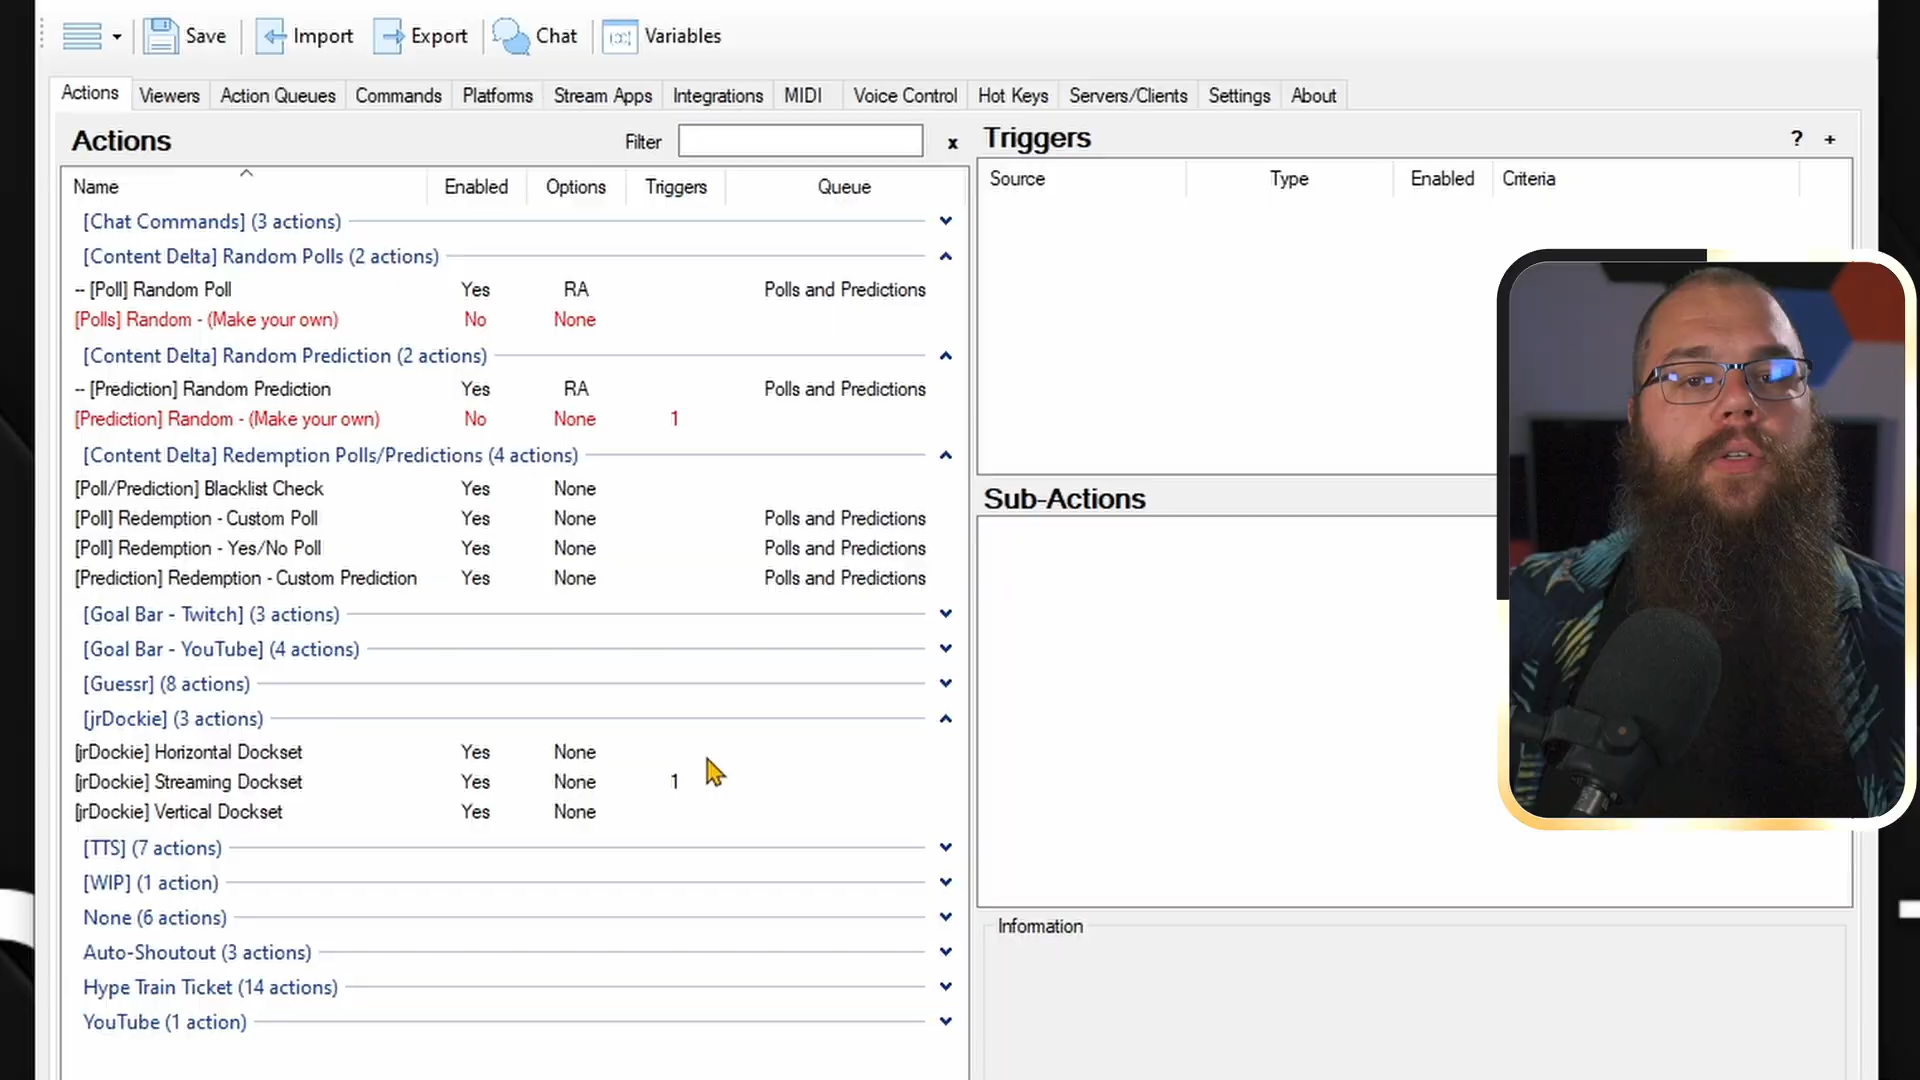 Save Import Export Chat Variables
Actions Viewers Action Queues Commands Platforms Stream Apps Integrations MIDI Voice Control Hot Keys Servers/Clients Settings About
Actions Filter x
Name Enabled Options Triggers Queue
[Chat Commands] (3 actions)
[Content Delta] Random Polls (2 actions)
-- [Poll] Random Poll Yes RA Polls and Predictions
[Polls] Random - (Make your own) No None
[Content Delta] Random Prediction (2 actions)
-- [Prediction] Random Prediction Yes RA Polls and Predictions
[Prediction] Random - (Make your own) No None 1
[Content Delta] Redemption Polls/Predictions (4 actions)
[Poll/Prediction] Blacklist Check Yes None
[Poll] Redemption - Custom Poll Yes None Polls and Predictions
[Poll] Redemption - Yes/No Poll Yes None Polls and Predictions
[Prediction] Redemption - Custom Prediction Yes None Polls and Predictions
[Goal Bar - Twitch] (3 actions)
[Goal Bar - YouTube] (4 actions)
[Guessr] (8 actions)
[jrDockie] (3 actions)
[jrDockie] Horizontal Dockset Yes None
[jrDockie] Streaming Dockset Yes None 1
[jrDockie] Vertical Dockset Yes None
[TTS] (7 actions)
[WIP] (1 action)
None (6 actions)
Auto-Shoutout (3 actions)
Hype Train Ticket (14 actions)
YouTube (1 action)
Triggers ? +
Source Type Enabled Criteria
Sub-Actions
Information